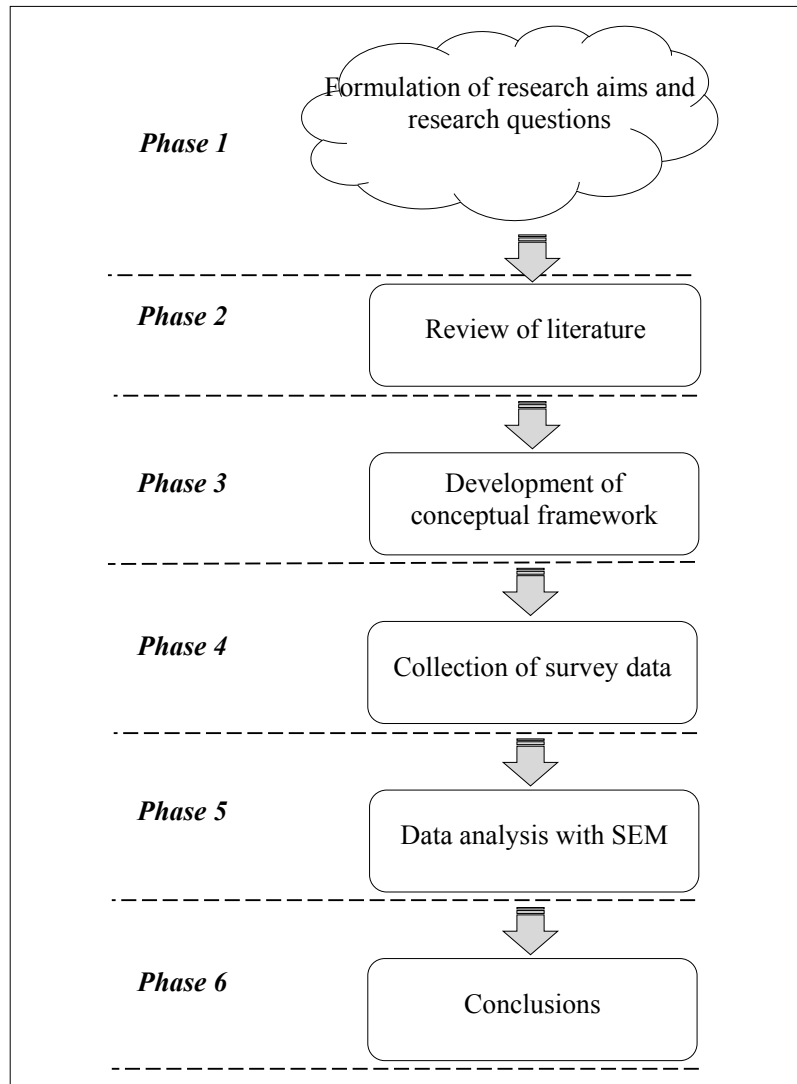 Formulation of research aims and
research questions
Phase 1
Phase 2
Review of literature
Phase 3
Development of
conceptual framework
Phase 4
Collection of survey data
Phase 5
Data analysis with SEM
Phase 6
Conclusions